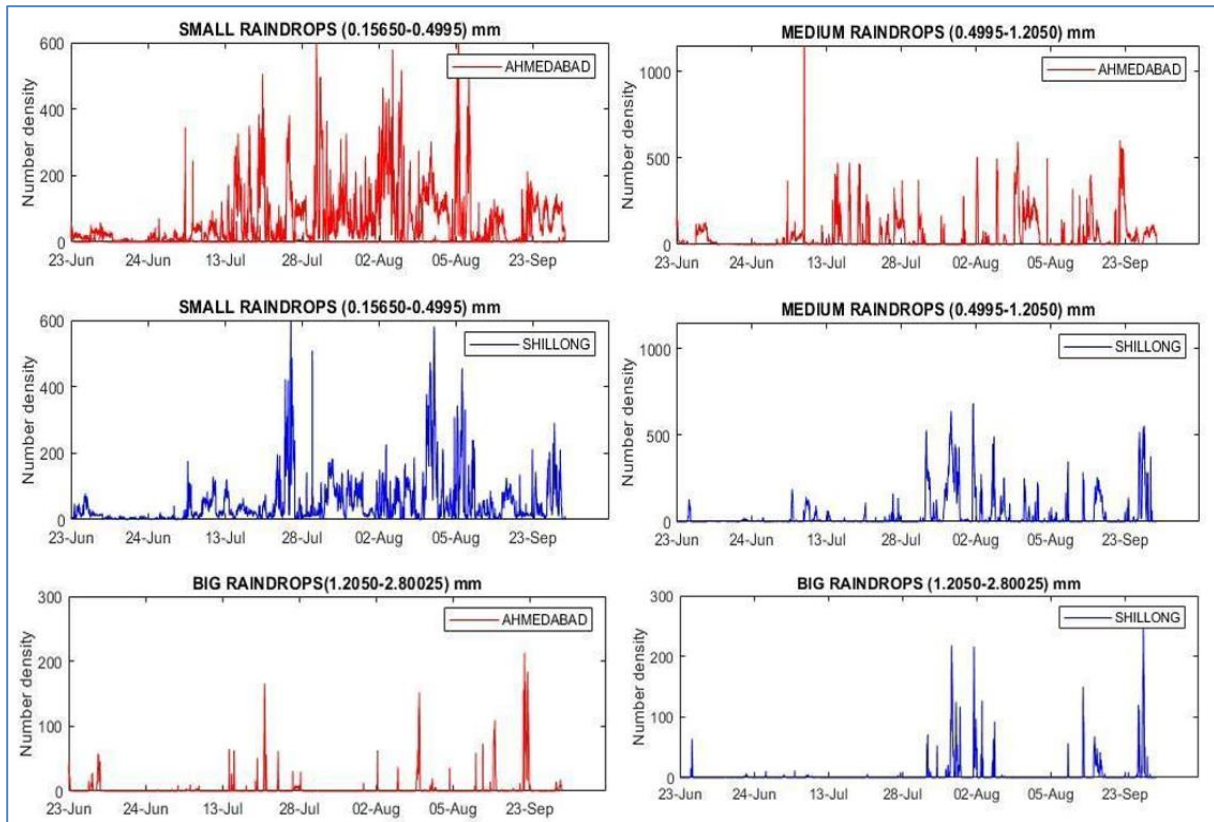 SMALL RAINDROPS (0.15650-0.4995) mm
600
400
200
0
Number density
AHMEDABAD
23-Jun 24-Jun 13-Jul 28-Jul 02-Aug 05-Aug 23-Sep
MEDIUM RAINDROPS (0.4995-1.2050) mm
1000
500
0
Number density
AHMEDABAD
23-Jun 24-Jun 13-Jul 28-Jul 02-Aug 05-Aug 23-Sep
SMALL RAINDROPS (0.15650-0.4995) mm
600
400
200
0
Number density
SHILLONG
23-Jun 24-Jun 13-Jul 28-Jul 02-Aug 05-Aug 23-Sep
MEDIUM RAINDROPS (0.4995-1.2050) mm
1000
500
0
Number density
SHILLONG
23-Jun 24-Jun 13-Jul 28-Jul 02-Aug 05-Aug 23-Sep
BIG RAINDROPS(1.2050-2.80025) mm
300
200
100
0
Number density
AHMEDABAD
23-Jun 24-Jun 13-Jul 28-Jul 02-Aug 05-Aug 23-Sep
BIG RAINDROPS (1.2050-2.80025) mm
300
200
100
0
Number density
SHILLONG
23-Jun 24-Jun 13-Jul 28-Jul 02-Aug 05-Aug 23-Sep